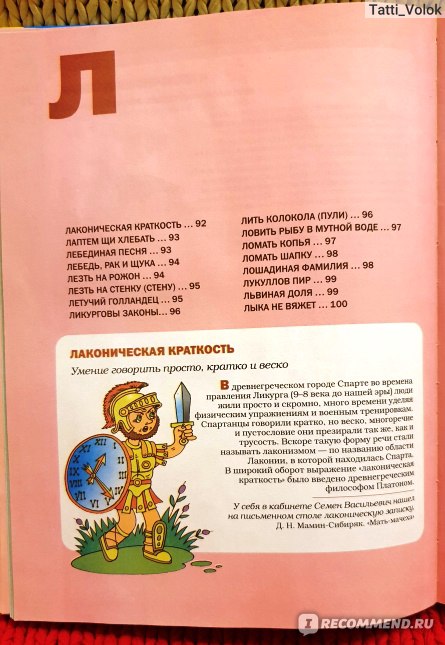 Tatti_Volok
Л
ЛАКОНИЧЕСКАЯ КРАТКОСТЬ ... 92
ЛАПТЕМ ЩИ ХЛЕБАТЬ ... 93
ЛЕБЕДИНАЯ ПЕСНЯ ... 93
ЛЕБЕДЬ, РАК И ЩУКА ... 94
ЛЕЗТЬ НА РОЖОН ... 94
ЛЕЗТЬ НА СТЕНКУ (СТЕНУ) ... 95
ЛЕТУЧИЙ ГОЛЛАНДЕЦ ... 95
ЛИКУРГОВЫ ЗАКОНЫ... 96
ЛИТЬ КОЛОКОЛА (ПУЛИ) ... 96
ЛОВИТЬ РЫБУ В МУТНОЙ ВОДЕ ... 97
ЛОМАТЬ КОПЬЯ ... 97
ЛОМАТЬ ШАПКУ ... 98
ЛОШАДИНАЯ ФАМИЛИЯ ... 98
ЛУКУЛЛОВ ПИР ... 99
ЛЬВИНАЯ ДОЛЯ ... 99
ЛЫКА НЕ ВЯЖЕТ ... 100
ЛАКОНИЧЕСКАЯ КРАТКОСТЬ
Умение говорить просто, кратко и веско
В древнегреческом городе Спарте во времена
правления Ликурга (9–8 века до нашей эры) люди
жили просто и скромно, много времени уделяя
физическим упражнениям и военным тренировкам.
Спартанцы говорили кратко, но веско, многоречие
и пустословие они презирали так же, как и
трусость. Вскоре такую форму речи стали
называть лаконизмом — по названию области
Лаконии, в которой находилась Спарта.
В широкий оборот выражение «лаконическая
краткость» было введено древнегреческим
философом Платоном.
У себя в кабинете Семен Васильевич нашел
на письменном столе лаконическую записку.
Д. Н. Мамин-Сибиряк. «Мать-мачеха»
XII
I RECOMMEND.RU